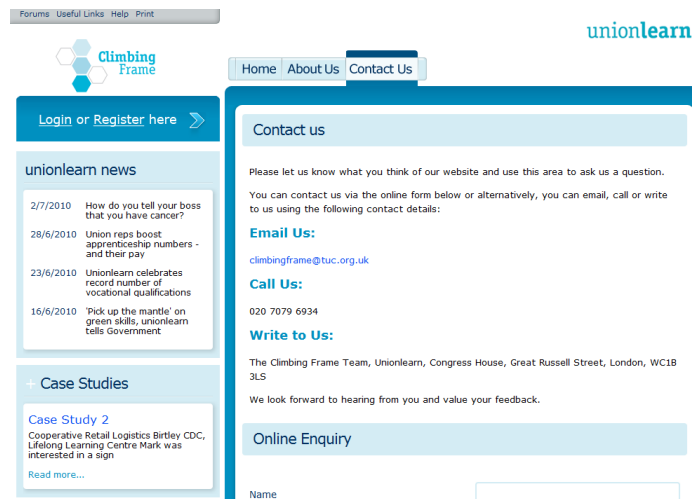 Forums Useful Links Help Print
unionlearn
Climbing
Frame
Home About Us Contact Us
Login or Register here
unionlearn news
2/7/2010 How do you tell your boss
that you have cancer?
28/6/2010 Union reps boost
apprenticeship numbers -
and their pay
23/6/2010 Unionlearn celebrates
record number of
vocational qualifications
16/6/2010 'Pick up the mantle' on
green skills, unionlearn
tells Government
+ Case Studies
Case Study 2
Cooperative Retail Logistics Birtley CDC,
Lifelong Learning Centre Mark was
interested in a sign
Read more...
Contact us
Please let us know what you think of our website and use this area to ask us a question.
You can contact us via the online form below or alternatively, you can email, call or write
to us using the following contact details:
Email Us:
climbingframe@tuc.org.uk
Call Us:
020 7079 6934
Write to Us:
The Climbing Frame Team, Unionlearn, Congress House, Great Russell Street, London, WC1B
3LS
We look forward to hearing from you and value your feedback.
Online Enquiry
Name